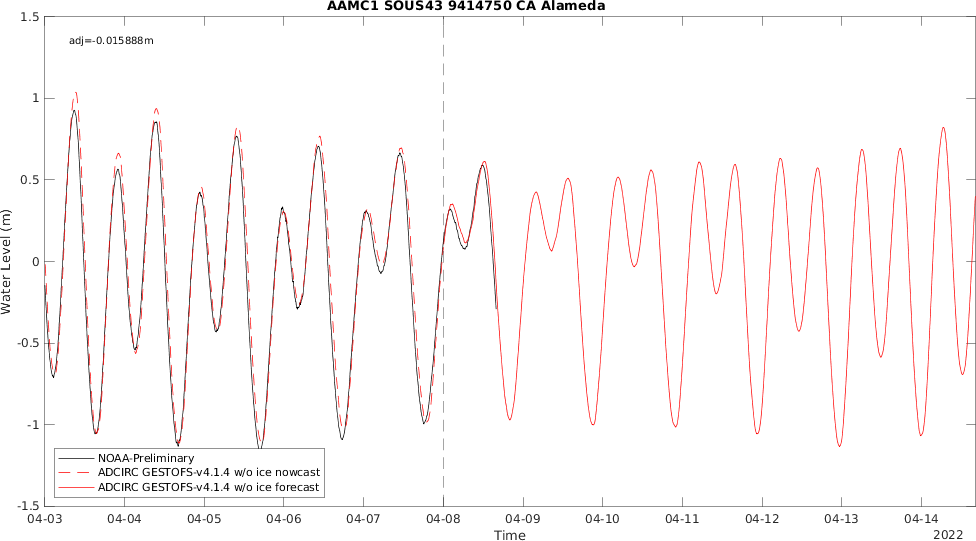 AAMC1 SOUS43 9414750 CA Alameda
adj=-0.015888m
1.5
1
0.5
0
-0.5
-1
-1.5
Water Level (m)
NOAA-Preliminary
ADCIRC GESTOFS-v4.1.4 w/o ice nowcast
ADCIRC GESTOFS-v4.1.4 w/o ice forecast
04-03 04-04 04-05 04-06 04-07 04-08 04-09 04-10 04-11 04-12 04-13 04-14
Time
2022